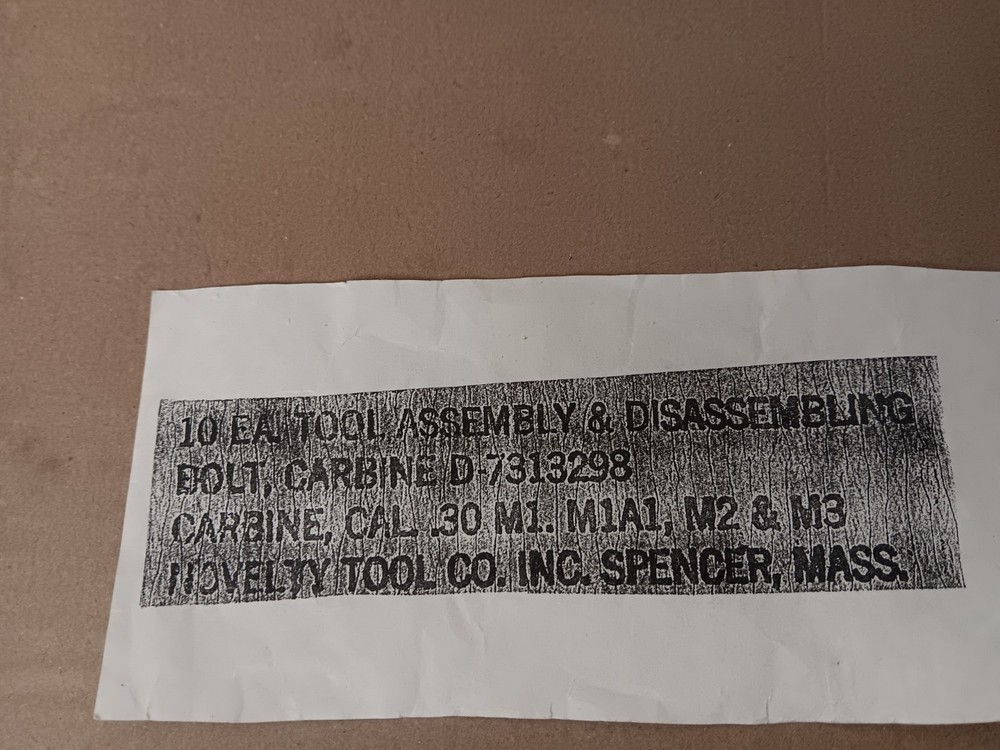 10 EA. TOOL ASSEMBLY & DISASSEMBLING
BOLT, CARBINE D-7313298
CARBINE, CAL. .30 M1. M1A1, M2 & M3
NOVELTY TOOL CO. INC. SPENCER, MASS.